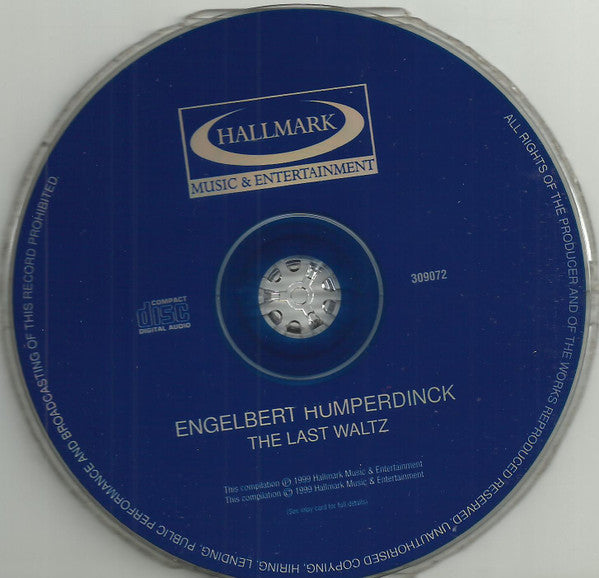 HALLMARK
MUSIC & ENTERTAINMENT
309072
COMPACT
disc
DIGITAL AUDIO
ENGELBERT HUMPERDINCK
THE LAST WALTZ
This compilation ℗ 1999 Hallmark Music & Entertainment
This compilation © 1999 Hallmark Music & Entertainment
(See inlay card for full details)
ALL RIGHTS OF THE PRODUCER AND OF THE WORKS REPRODUCED RESERVED. UNAUTHORISED COPYING, HIRING, LENDING, PUBLIC PERFORMANCE AND BROADCASTING OF THIS RECORD PROHIBITED.